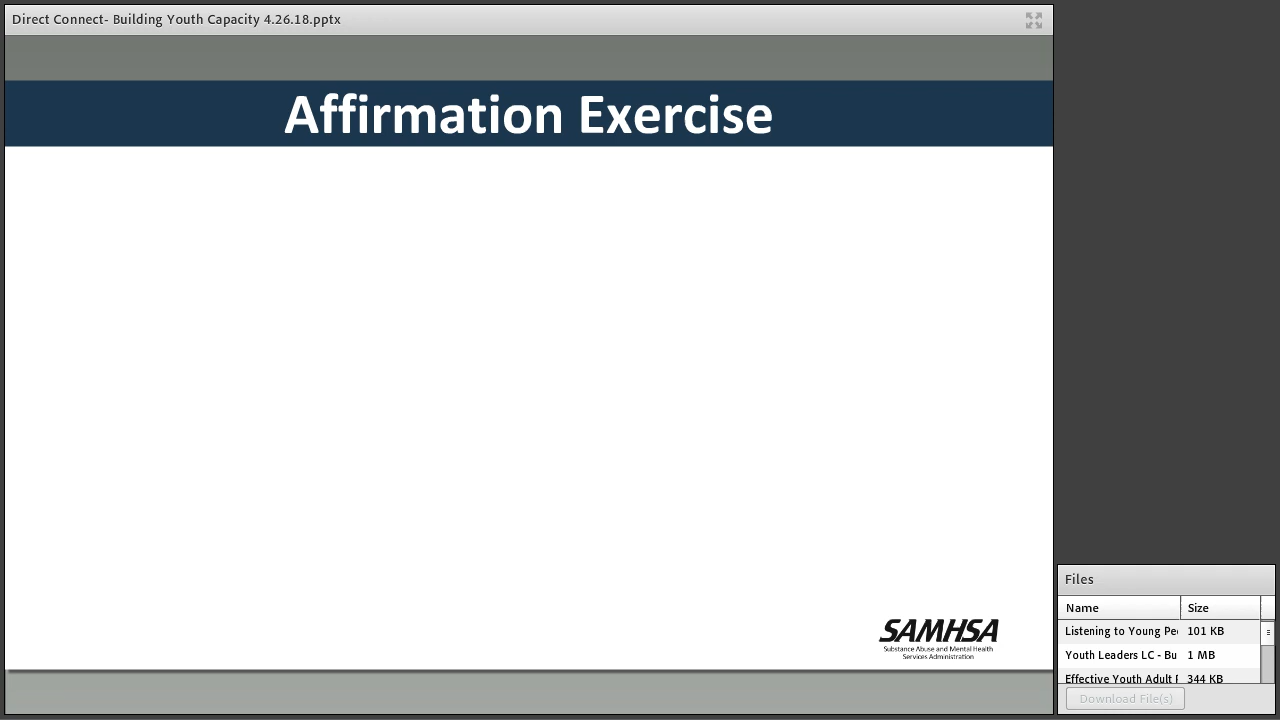 Direct Connect- Building Youth Capacity 4.26.18.pptx
Affirmation Exercise
SAMHSA
Substance Abuse and Mental Health
Services Administration
Files
Name Size
Listening to Young 101 KB
Youth Leaders LC - Bu 1 MB
Effective Youth Adult 344 KB
Download File(s)